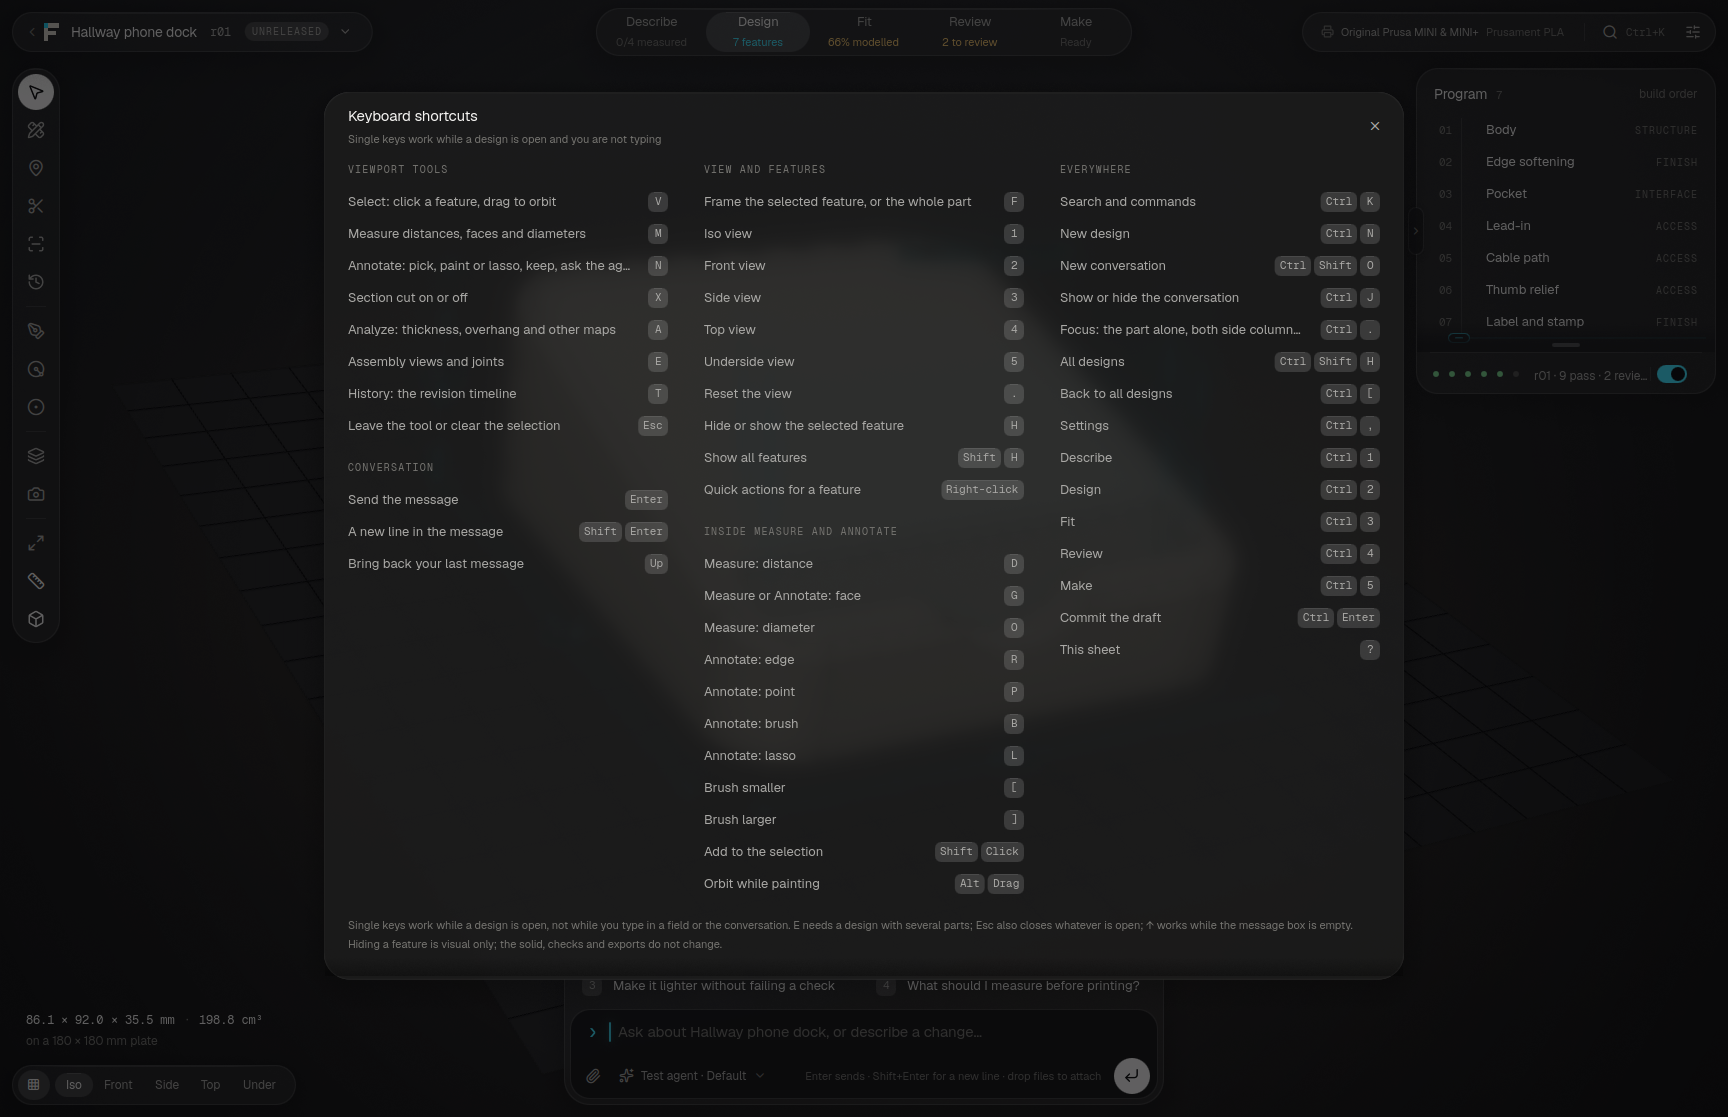 Hallway phone dock r01 UNRELEASED
Describe
0/4 measured
Design
7 features
Fit
66% modelled
Review
2 to review
Make
Ready
Original Prusa MINI & MINI+ Prusament PLA
Ctrl+K
Keyboard shortcuts
Single keys work while a design is open and you are not typing
VIEWPORT TOOLS
Select: click a feature, drag to orbit V
Measure distances, faces and diameters M
Annotate: pick, paint or lasso, keep, ask the ag... N
Section cut on or off X
Analyze: thickness, overhang and other maps A
Assembly views and joints E
History: the revision timeline T
Leave the tool or clear the selection Esc
CONVERSATION
Send the message Enter
A new line in the message Shift Enter
Bring back your last message Up
VIEW AND FEATURES
Frame the selected feature, or the whole part F
Iso view 1
Front view 2
Side view 3
Top view 4
Underside view 5
Reset the view .
Hide or show the selected feature H
Show all features Shift H
Quick actions for a feature Right-click
INSIDE MEASURE AND ANNOTATE
Measure: distance D
Measure or Annotate: face G
Measure: diameter O
Annotate: edge R
Annotate: point P
Annotate: brush B
Annotate: lasso L
Brush smaller [
Brush larger ]
Add to the selection Shift Click
Orbit while painting Alt Drag
EVERYWHERE
Search and commands Ctrl K
New design Ctrl N
New conversation Ctrl Shift O
Show or hide the conversation Ctrl J
Focus: the part alone, both side column... Ctrl .
All designs Ctrl Shift H
Back to all designs Ctrl [
Settings Ctrl ,
Describe Ctrl 1
Design Ctrl 2
Fit Ctrl 3
Review Ctrl 4
Make Ctrl 5
Commit the draft Ctrl Enter
This sheet ?
Single keys work while a design is open, not while you type in a field or the conversation. E needs a design with several parts; Esc also closes whatever is open; ↑ works while the message box is empty.
Hiding a feature is visual only; the solid, checks and exports do not change.
Program 7 build order
01 Body STRUCTURE
02 Edge softening FINISH
03 Pocket INTERFACE
04 Lead-in ACCESS
05 Cable path ACCESS
06 Thumb relief ACCESS
07 Label and stamp FINISH
r01 · 9 pass · 2 revie...
3 Make it lighter without failing a check
4 What should I measure before printing?
Ask about Hallway phone dock, or describe a change...
Test agent · Default
Enter sends · Shift+Enter for a new line · drop files to attach
86.1 × 92.0 × 35.5 mm · 198.8 cm³
on a 180 × 180 mm plate
Iso Front Side Top Under